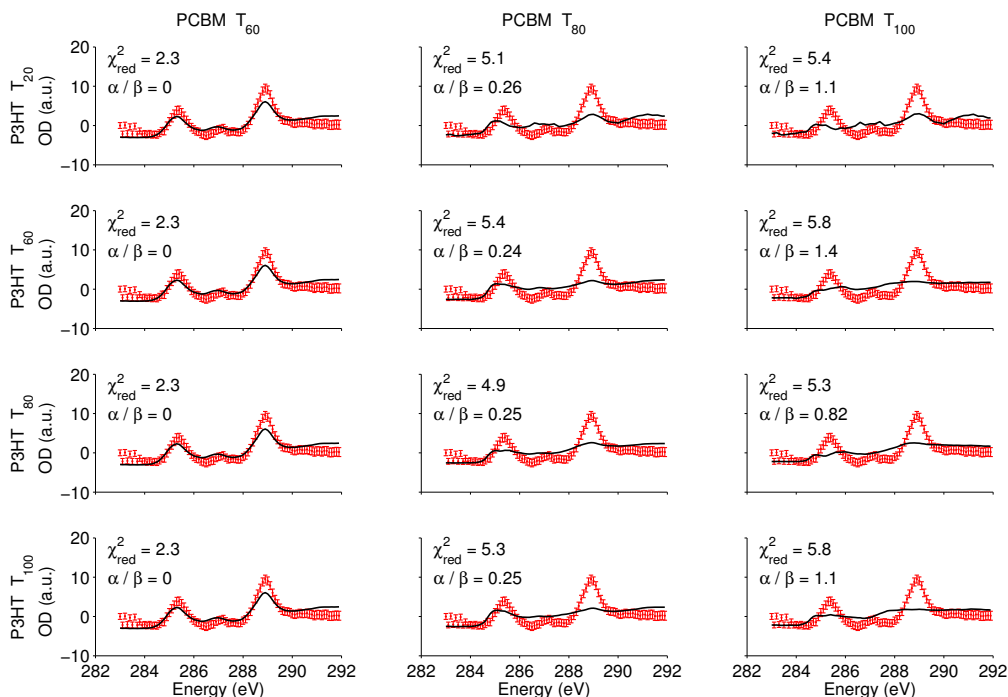 PCBM T₆₀ PCBM T₈₀ PCBM T₁₀₀
P3HT T₂₀
OD (a.u.)
20
10
0
−10
χ²red = 2.3
α / β = 0
χ²red = 5.1
α / β = 0.26
χ²red = 5.4
α / β = 1.1
P3HT T₆₀
OD (a.u.)
20
10
0
−10
χ²red = 2.3
α / β = 0
χ²red = 5.4
α / β = 0.24
χ²red = 5.8
α / β = 1.4
P3HT T₈₀
OD (a.u.)
20
10
0
−10
χ²red = 2.3
α / β = 0
χ²red = 4.9
α / β = 0.25
χ²red = 5.3
α / β = 0.82
P3HT T₁₀₀
OD (a.u.)
20
10
0
−10
χ²red = 2.3
α / β = 0
χ²red = 5.3
α / β = 0.25
χ²red = 5.8
α / β = 1.1
282 284 286 288 290 292
Energy (eV)
282 284 286 288 290 292
Energy (eV)
282 284 286 288 290 292
Energy (eV)